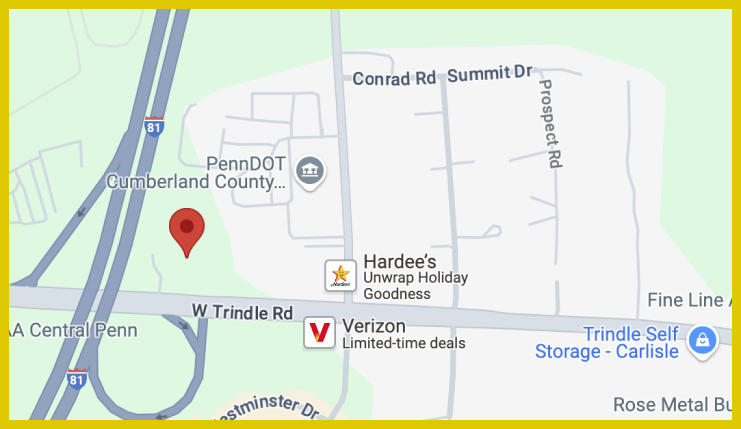 Conrad Rd Summit Dr
Prospect Rd
81
PennDOT
Cumberland County...
Hardee's
Unwrap Holiday
Goodness
W Trindle Rd
Fine Line A
AA Central Penn
Verizon
Limited-time deals
Trindle Self
Storage - Carlisle
81
Rose Metal Bu
estminster Dr